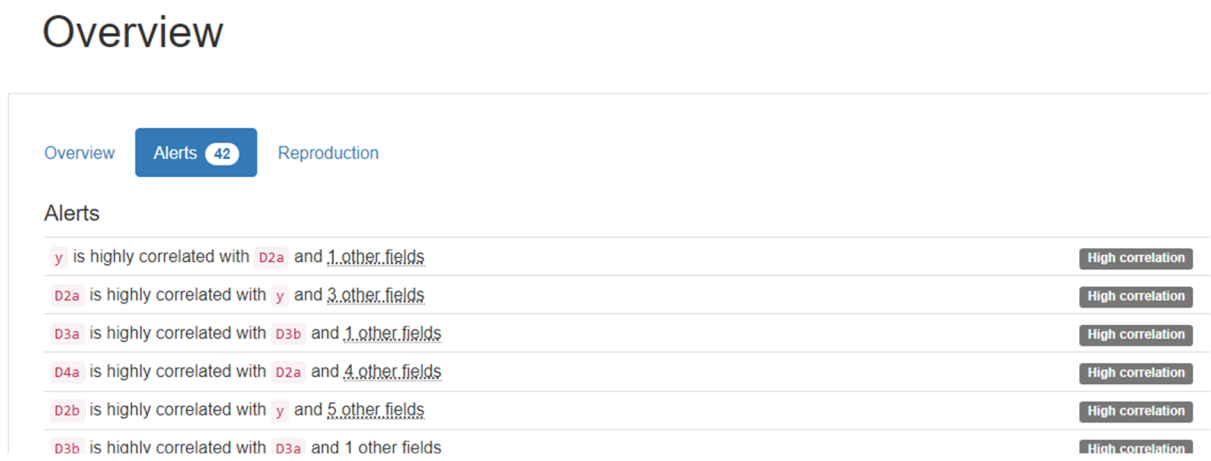 Overview
Overview Alerts 42 Reproduction
Alerts
y is highly correlated with D2a and 1 other fields High correlation
D2a is highly correlated with y and 3 other fields High correlation
D3a is highly correlated with D3b and 1 other fields High correlation
D4a is highly correlated with D2a and 4 other fields High correlation
D2b is highly correlated with y and 5 other fields High correlation
D3b is highly correlated with D3a and 1 other fields High correlation